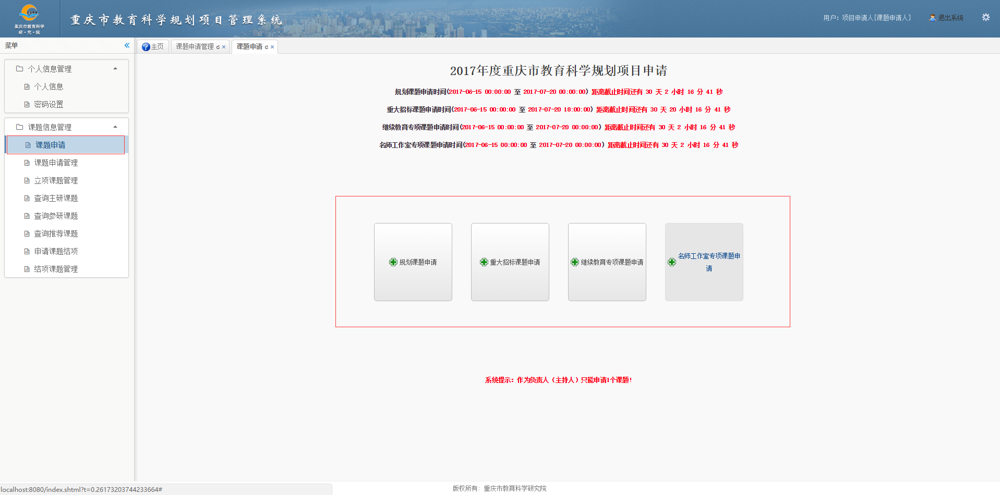 ESRA
重庆市教育科学
研·究·院
重庆市教育科学规划项目管理系统
用户：项目申请人[课题申请人]
退出系统
菜单
主页
课题申请管理
课题申请
个人信息管理
个人信息
密码设置
课题信息管理
课题申请
课题申请管理
立项课题管理
查询主研课题
查询参研课题
查询推荐课题
申请课题结项
结项课题管理
2017年度重庆市教育科学规划项目申请
规划课题申请时间(2017-06-15 00:00:00 至 2017-07-20 00:00:00) 距离截止时间还有 30 天 2 小时 16 分 41 秒
重大招标课题申请时间(2017-06-15 00:00:00 至 2017-07-20 18:00:00) 距离截止时间还有 30 天 20 小时 16 分 41 秒
继续教育专项课题申请时间(2017-06-15 00:00:00 至 2017-07-20 00:00:00) 距离截止时间还有 30 天 2 小时 16 分 41 秒
名师工作室专项课题申请时间(2017-06-15 00:00:00 至 2017-07-20 00:00:00) 距离截止时间还有 30 天 2 小时 16 分 41 秒
规划课题申请
重大招标课题申请
继续教育专项课题申请
名师工作室专项课题申
请
系统提示：作为负责人（主持人）只能申请1个课题!
localhost:8080/index.shtml?t=0.26173203744233664#
版权所有：重庆市教育科学研究院